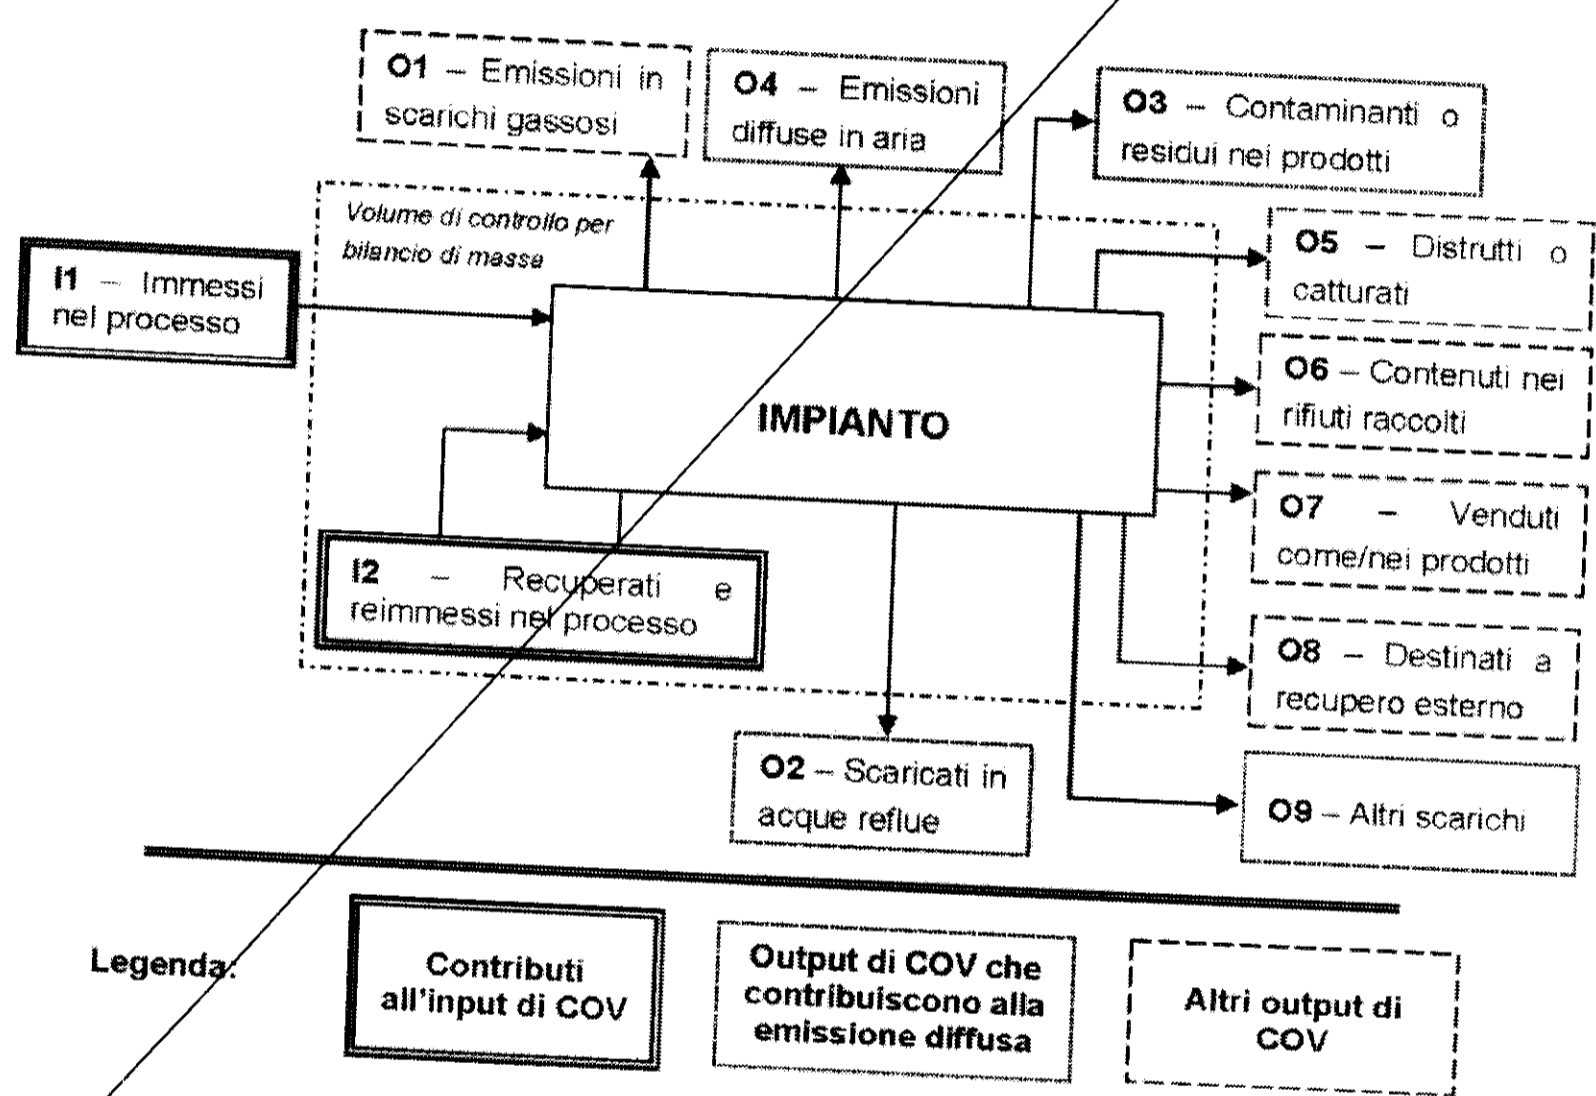 O1 – Emissioni in
scarichi gassosi
O4 – Emissioni
diffuse in aria
O3 – Contaminanti o
residui nei prodotti
Volume di controllo per
bilancio di massa
I1 – Immessi
nel processo
O5 – Distrutti o
catturati
O6 – Contenuti nei
rifiuti raccolti
IMPIANTO
O7 – Venduti
come/nei prodotti
I2 – Recuperati e
reimmessi nel processo
O8 – Destinati a
recupero esterno
O2 – Scaricati in
acque reflue
O9 – Altri scarichi
Legenda:
Contributi
all'input di COV
Output di COV che
contribuiscono alla
emissione diffusa
Altri output di
COV